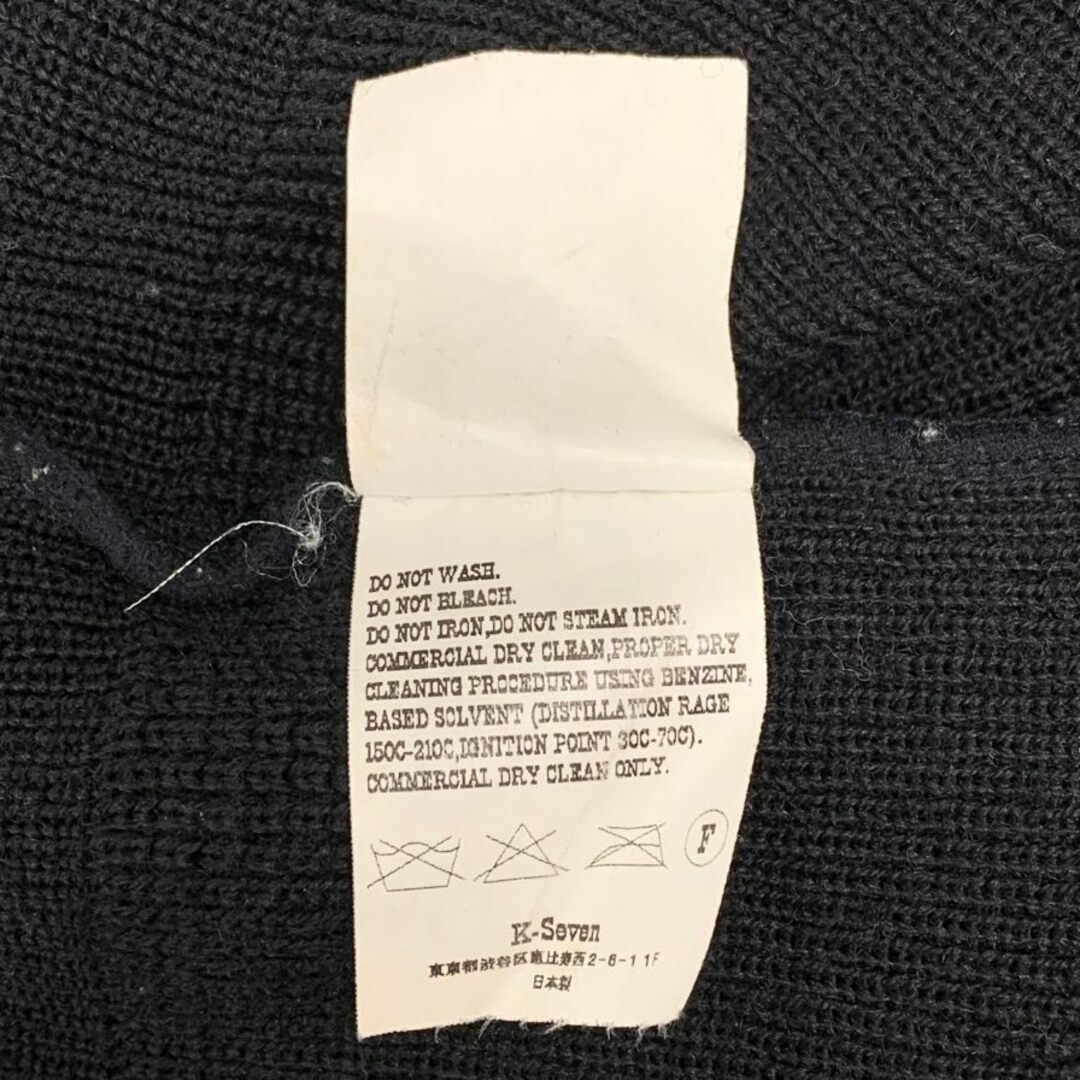 DO NOT WASH.
DO NOT BLEACH.
DO NOT IRON,DO NOT STEAM IRON.
COMMERCIAL DRY CLEAN,PROPER DRY
CLEANING PROCEDURE USING BENZINE,
BASED SOLVENT (DISTILLATION RAGE
150C-210C,IGNITION POINT 30C-70C).
COMMERCIAL DRY CLEAN ONLY.
F
K-Seven
東京都渋谷区恵比寿西2-6-11F
日本製